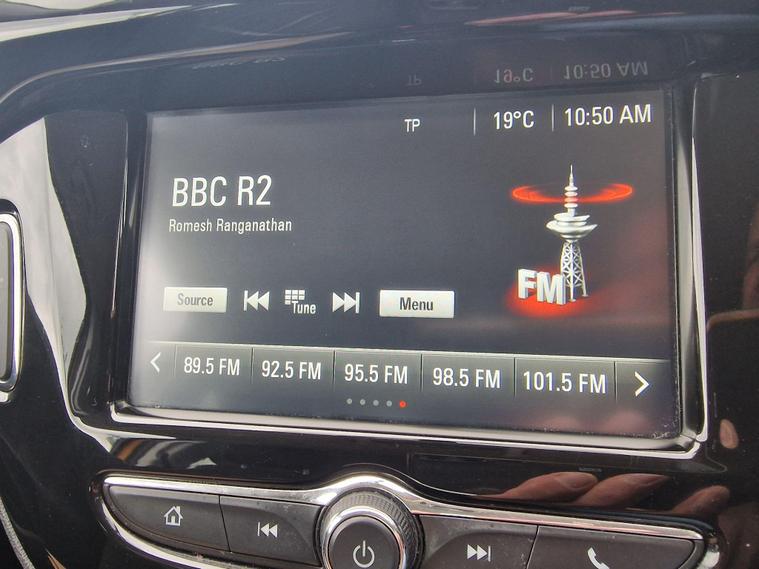 TP 19°C 10:50 AM
BBC R2
Romesh Ranganathan
FM
Source Tune Menu
89.5 FM 92.5 FM 95.5 FM 98.5 FM 101.5 FM